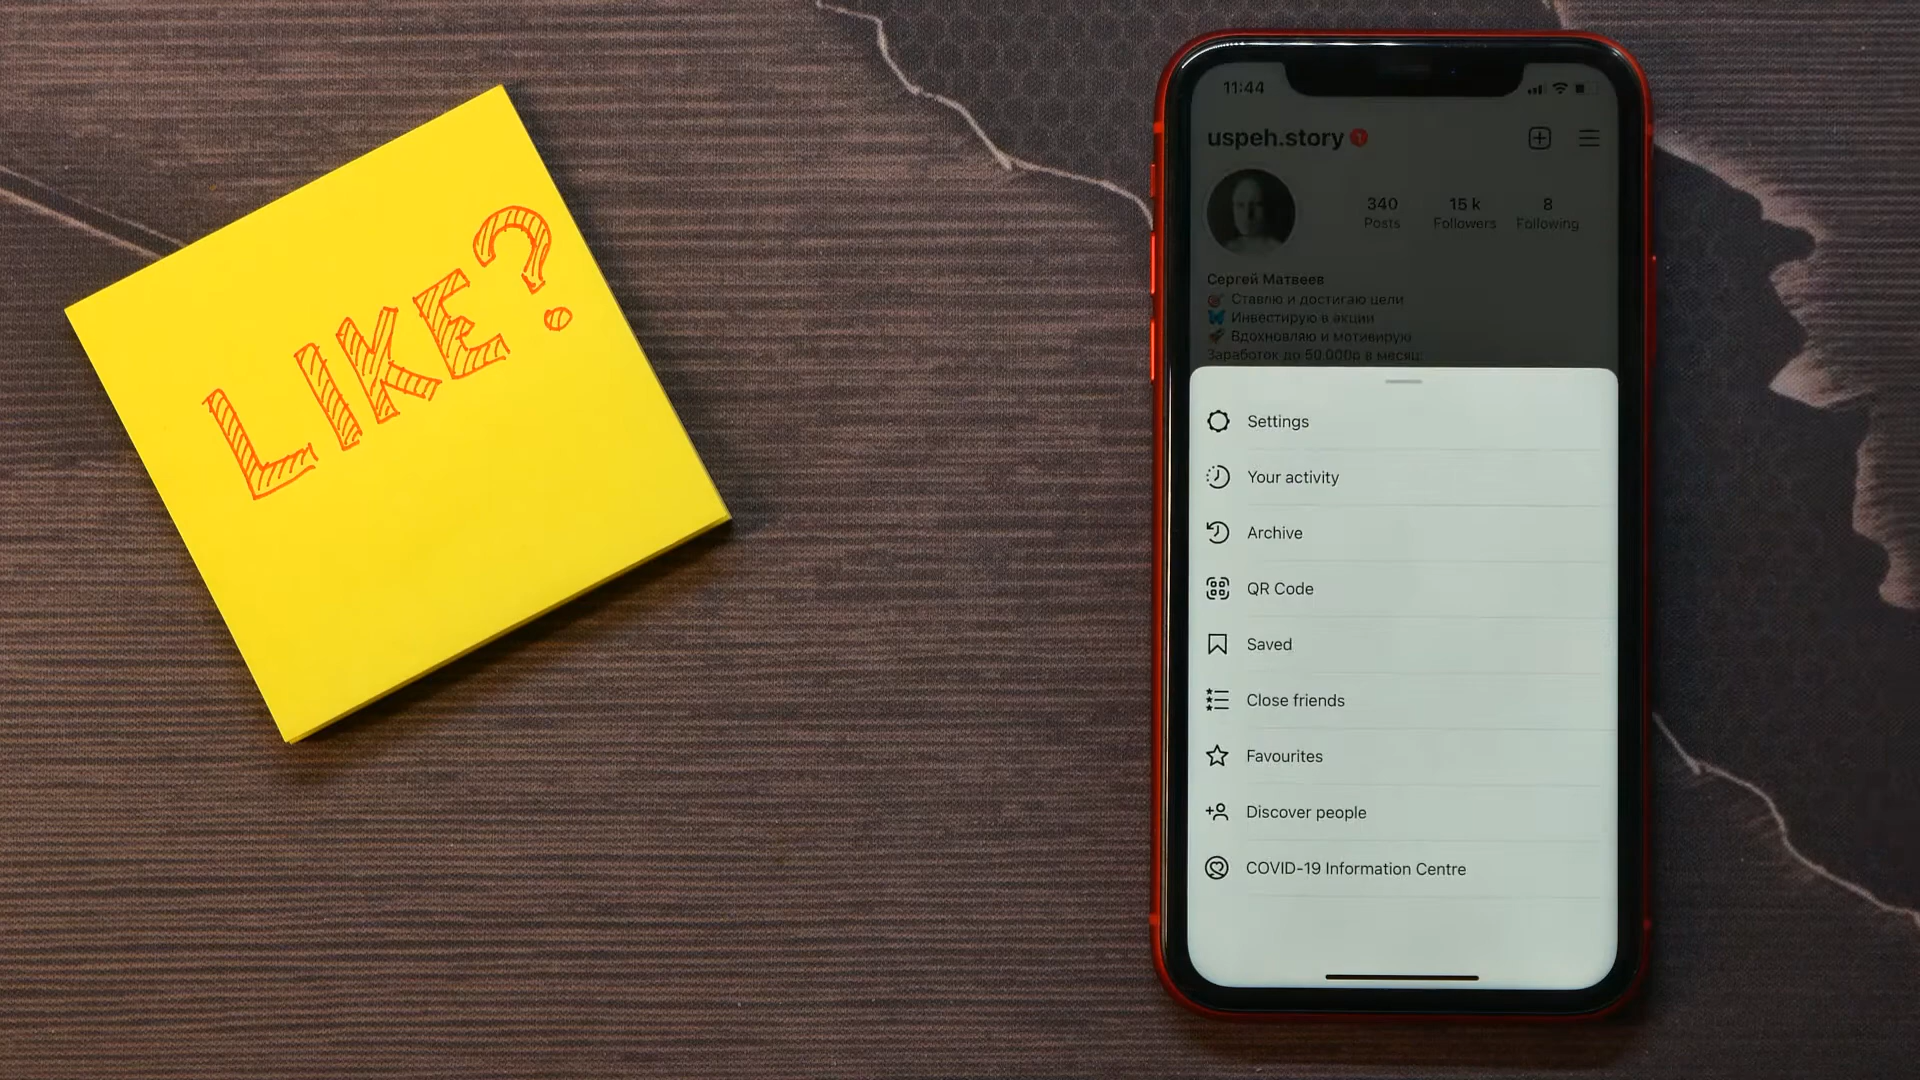 LIKE?
11:44
uspeh.story 1
340
Posts
15 k
Followers
8
Following
Сергей Матвеев
🎯 Ставлю и достигаю цели
🦋 Инвестирую в акции
🚀 Вдохновляю и мотивирую
Заработок до 50.000р в месяц:
Settings
Your activity
Archive
QR Code
Saved
Close friends
Favourites
Discover people
COVID-19 Information Centre